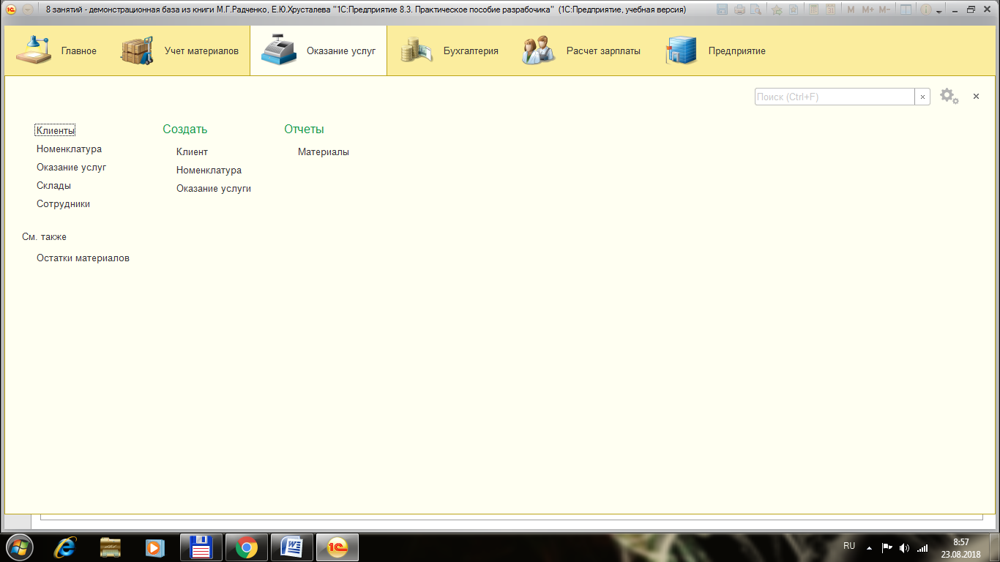 8 занятий - демонстрационная база из книги М.Г.Радченко, Е.Ю.Хрусталева "1С:Предприятие 8.3. Практическое пособие разрабочика" (1С:Предприятие, учебная версия)
M M+ M-
Главное Учет материалов Оказание услуг Бухгалтерия Расчет зарплаты Предприятие
Поиск (Ctrl+F)
Клиенты
Номенклатура
Оказание услуг
Склады
Сотрудники
См. также
Остатки материалов
Создать
Клиент
Номенклатура
Оказание услуги
Отчеты
Материалы
1С
RU
8:57
23.08.2018